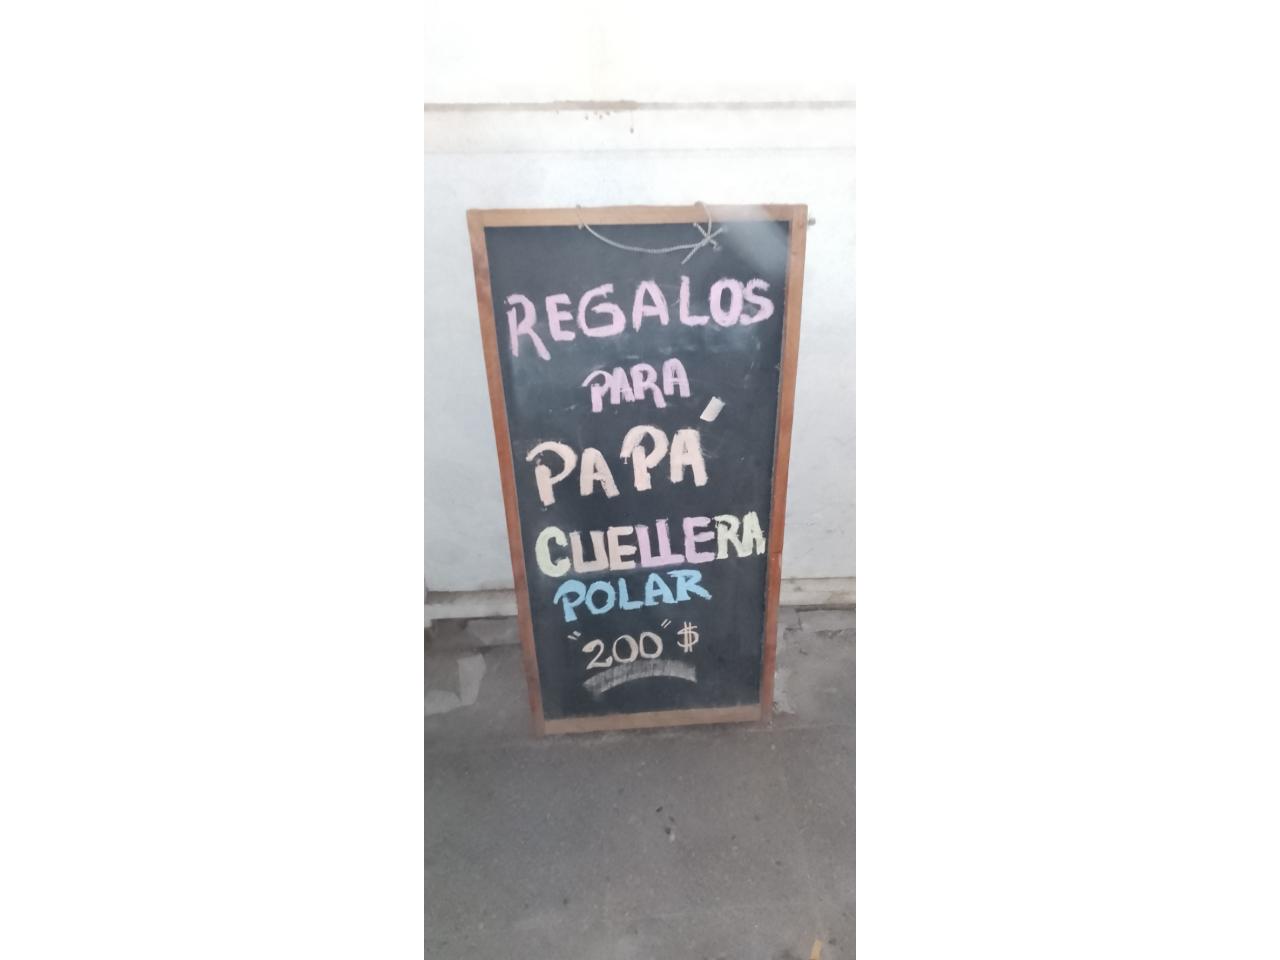 REGALOS
PARA
PAPÁ
CUELLERA
POLAR
"200" $